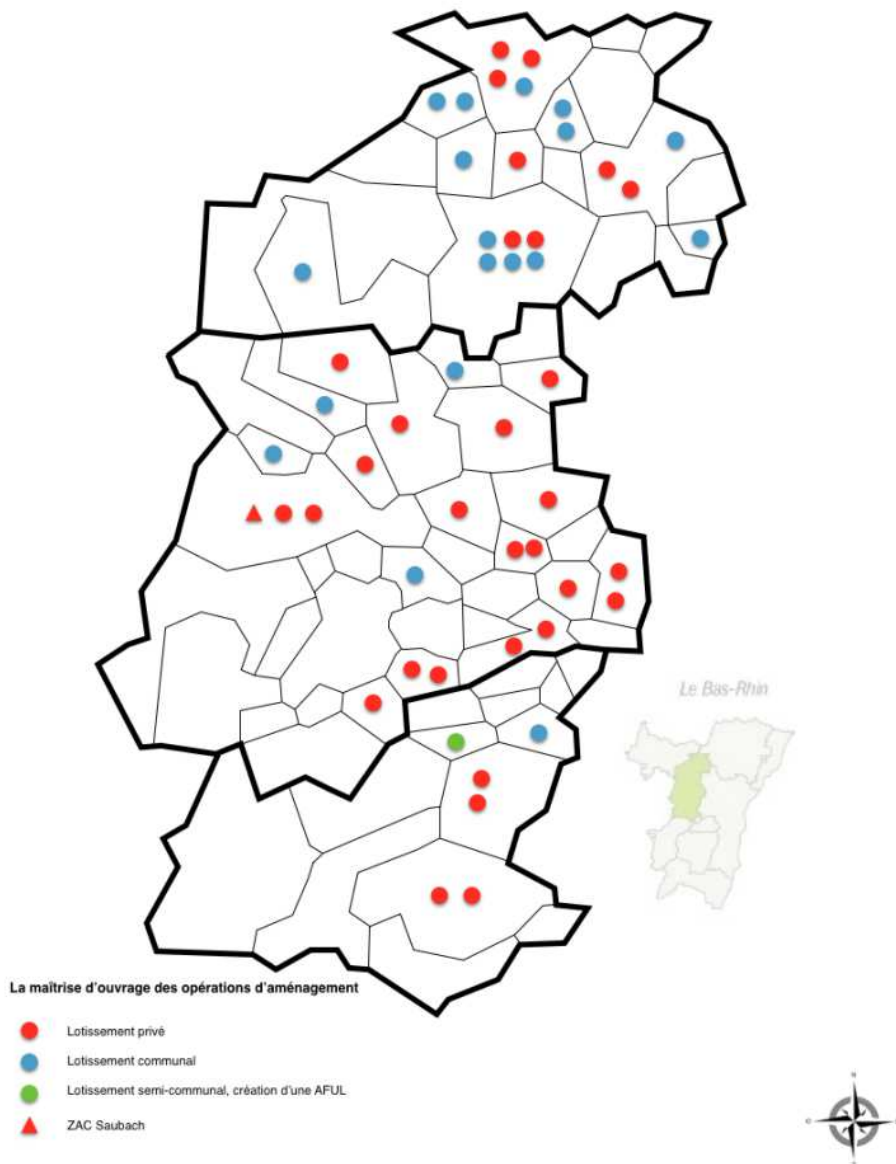 Le Bas-Rhin
La maîtrise d'ouvrage des opérations d'aménagement
Lotissement privé
Lotissement communal
Lotissement semi-communal, création d'une AFUL
ZAC Saubach